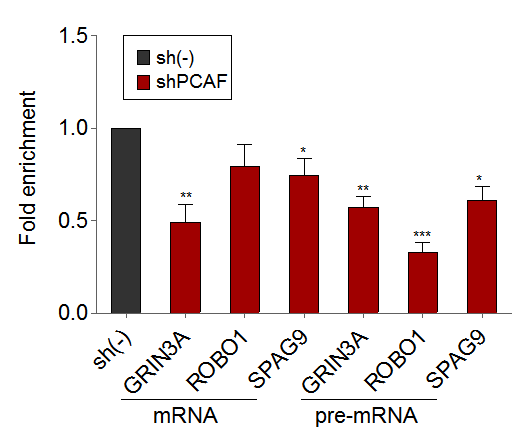 1.5
1.0
0.5
0.0
Fold enrichment
sh(-)
shPCAF
**
*
**
***
*
sh(-)
GRIN3A
ROBO1
SPAG9
GRIN3A
ROBO1
SPAG9
mRNA
pre-mRNA